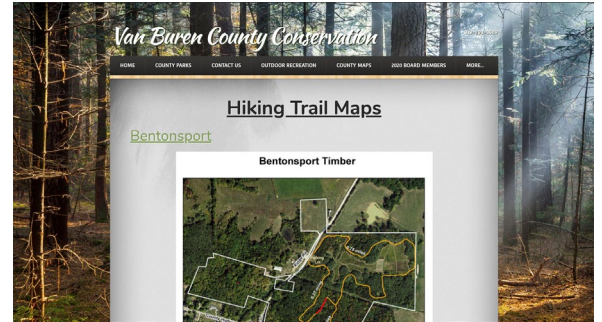 Van Buren County Conservation
HOME COUNTY PARKS CONTACT US OUTDOOR RECREATION COUNTY MAPS 2020 BOARD MEMBERS MORE...
Hiking Trail Maps
Bentonsport
Bentonsport Timber